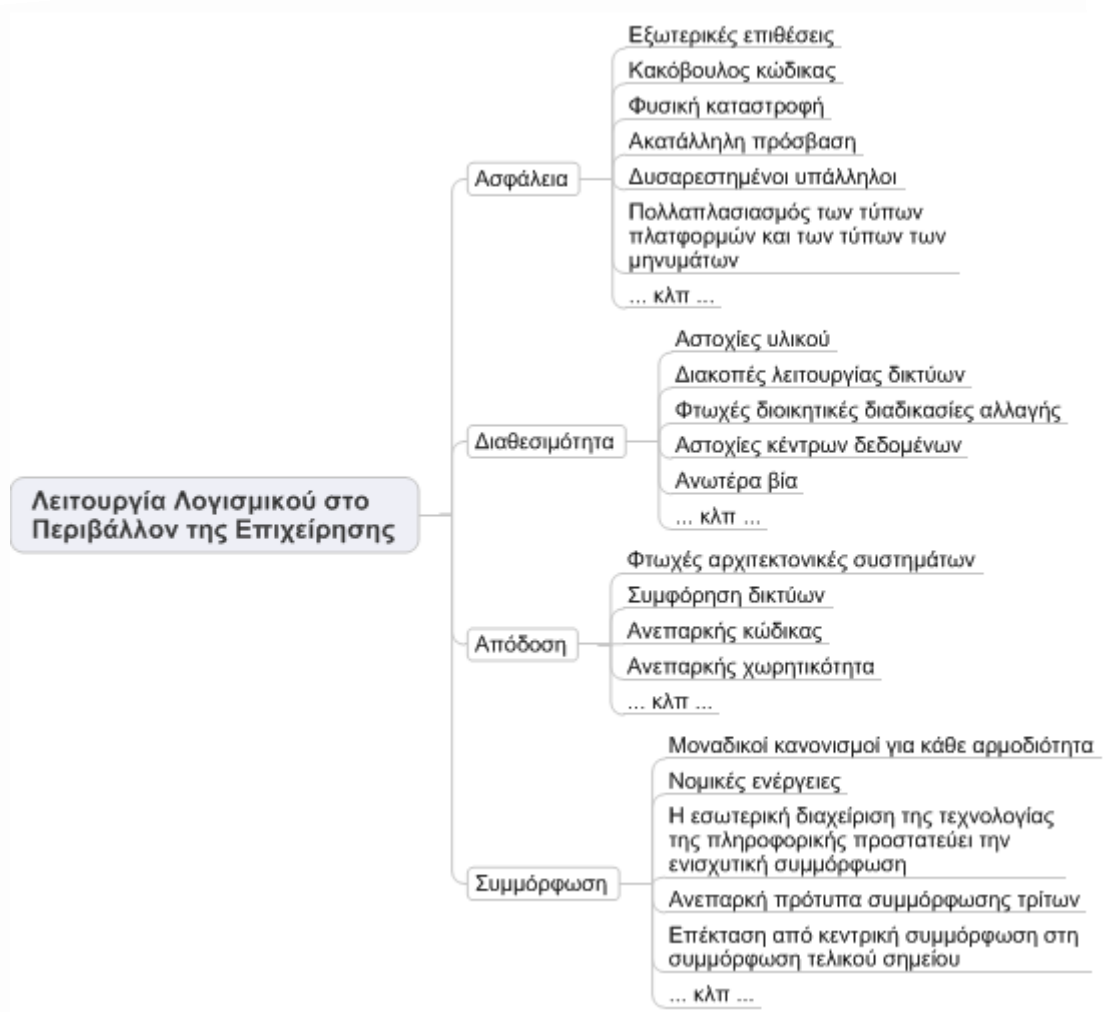 Λειτουργία Λογισμικού στο
Περιβάλλον της Επιχείρησης
Ασφάλεια
Εξωτερικές επιθέσεις
Κακόβουλος κώδικας
Φυσική καταστροφή
Ακατάλληλη πρόσβαση
Δυσαρεστημένοι υπάλληλοι
Πολλαπλασιασμός των τύπων
πλατφορμών και των τύπων των
μηνυμάτων
... κλπ ...
Διαθεσιμότητα
Αστοχίες υλικού
Διακοπές λειτουργίας δικτύων
Φτωχές διοικητικές διαδικασίες αλλαγής
Αστοχίες κέντρων δεδομένων
Ανωτέρα βία
... κλπ ...
Απόδοση
Φτωχές αρχιτεκτονικές συστημάτων
Συμφόρηση δικτύων
Ανεπαρκής κώδικας
Ανεπαρκής χωρητικότητα
... κλπ ...
Συμμόρφωση
Μοναδικοί κανονισμοί για κάθε αρμοδιότητα
Νομικές ενέργειες
Η εσωτερική διαχείριση της τεχνολογίας
της πληροφορικής προστατεύει την
ενισχυτική συμμόρφωση
Ανεπαρκή πρότυπα συμμόρφωσης τρίτων
Επέκταση από κεντρική συμμόρφωση στη
συμμόρφωση τελικού σημείου
... κλπ ...